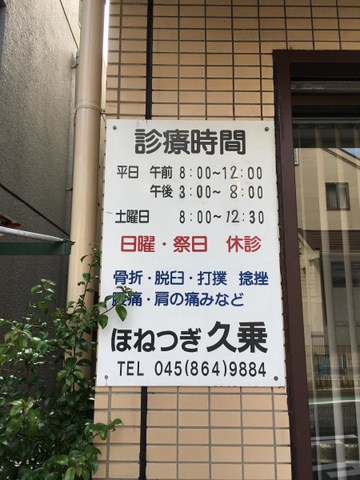 診療時間
平日 午前 8:00~12:00
午後 3:00~8:00
土曜日 8:00~12:30
日曜・祭日 休診
骨折・脱臼・打撲 捻挫
腰痛・肩の痛みなど
ほねつぎ 久乗
TEL 045(864)9884